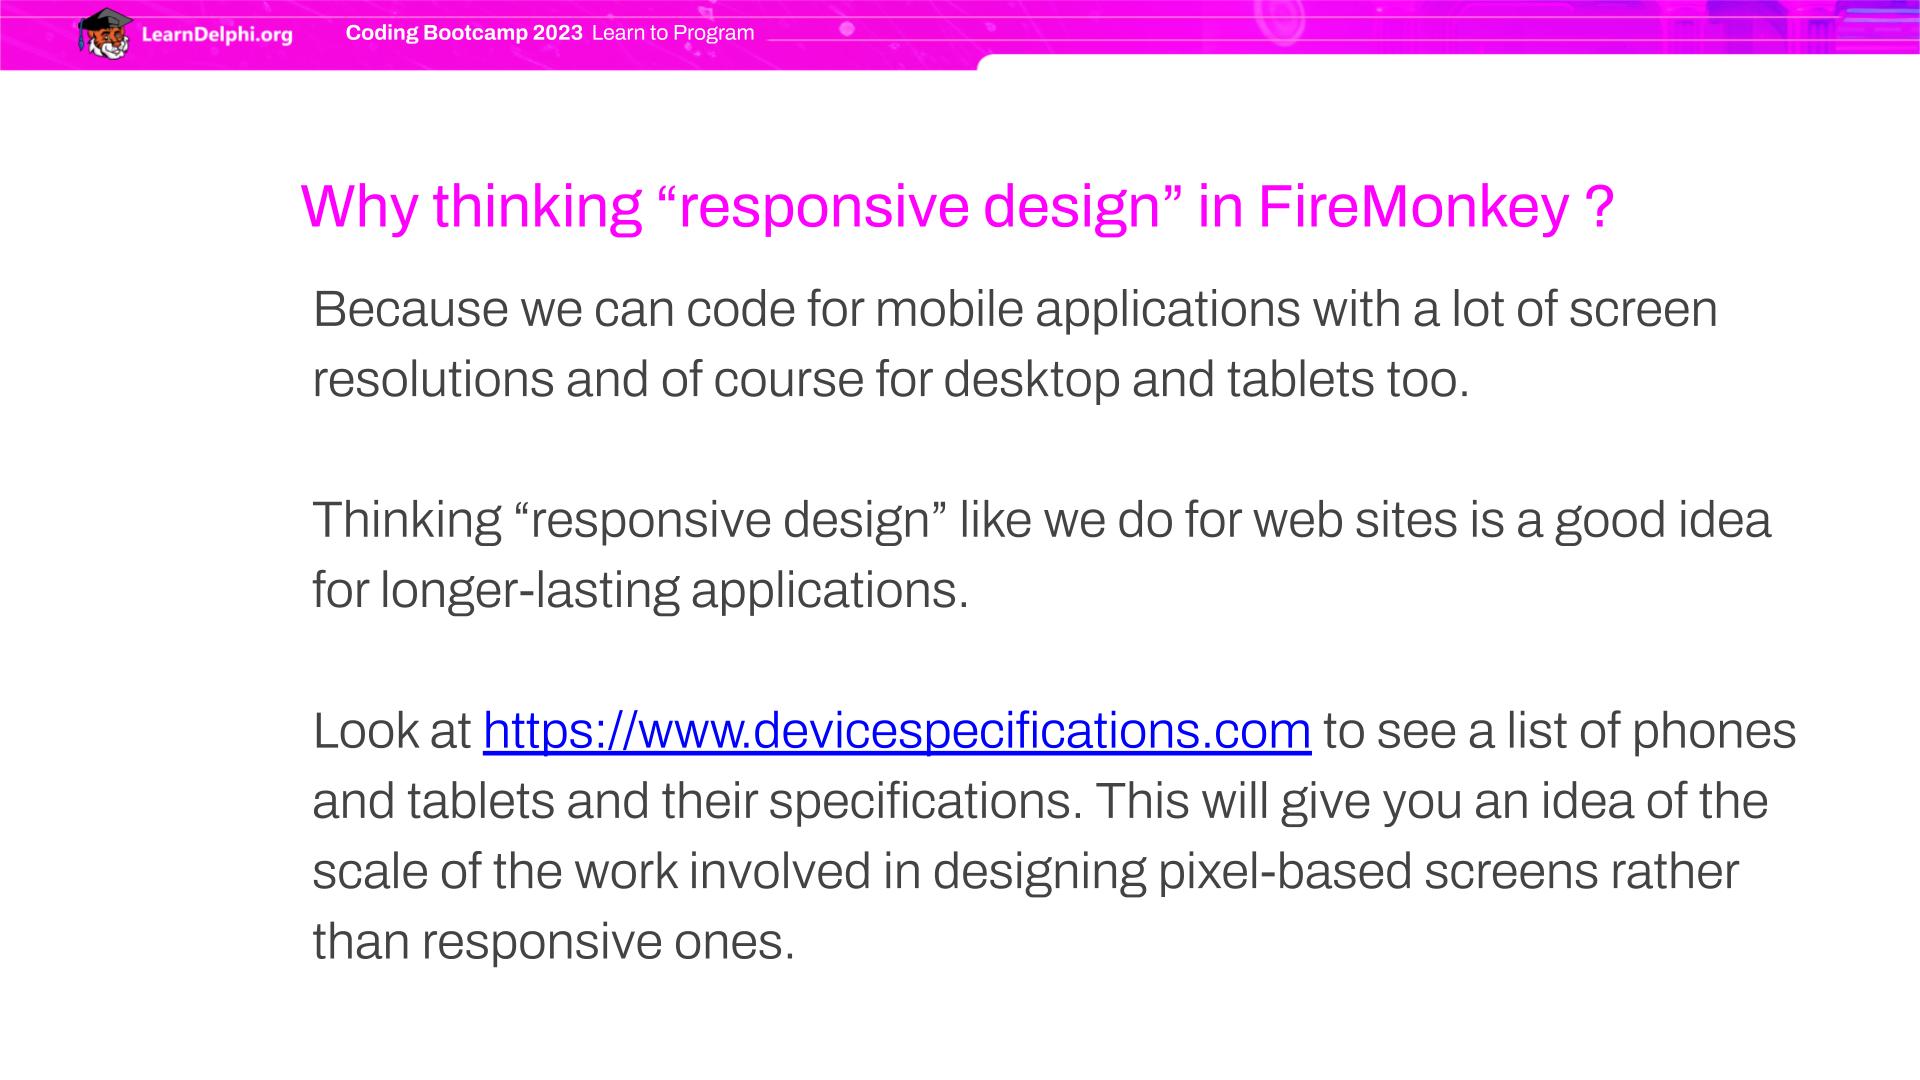 LearnDelphi.org
Coding Bootcamp 2023 Learn to Program
Why thinking “responsive design” in FireMonkey ?
Because we can code for mobile applications with a lot of screen
resolutions and of course for desktop and tablets too.
Thinking “responsive design” like we do for web sites is a good idea
for longer-lasting applications.
Look at https://www.devicespecifications.com to see a list of phones
and tablets and their specifications. This will give you an idea of the
scale of the work involved in designing pixel-based screens rather
than responsive ones.